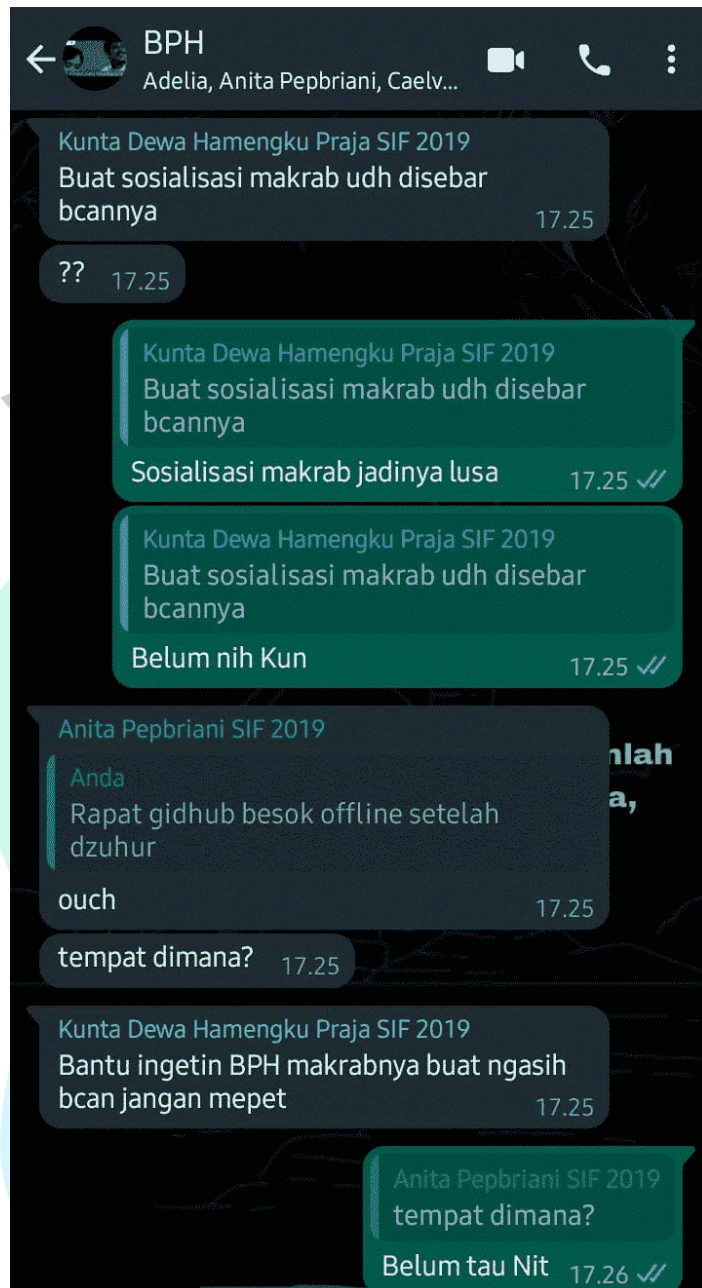 BPH
Adelia, Anita Pepbriani, Caelv...
Kunta Dewa Hamengku Praja SIF 2019
Buat sosialisasi makrab udh disebar
bcannya
17.25
?? 17.25
Kunta Dewa Hamengku Praja SIF 2019
Buat sosialisasi makrab udh disebar
bcannya
Sosialisasi makrab jadinya lusa 17.25
Kunta Dewa Hamengku Praja SIF 2019
Buat sosialisasi makrab udh disebar
bcannya
Belum nih Kun 17.25
Anita Pepbriani SIF 2019
Anda
Rapat gidhub besok offline setelah
dzuhur
nlah
a,
ouch 17.25
tempat dimana? 17.25
Kunta Dewa Hamengku Praja SIF 2019
Bantu ingetin BPH makrabnya buat ngasih
bcan jangan mepet 17.25
Anita Pepbriani SIF 2019
tempat dimana?
Belum tau Nit 17.26